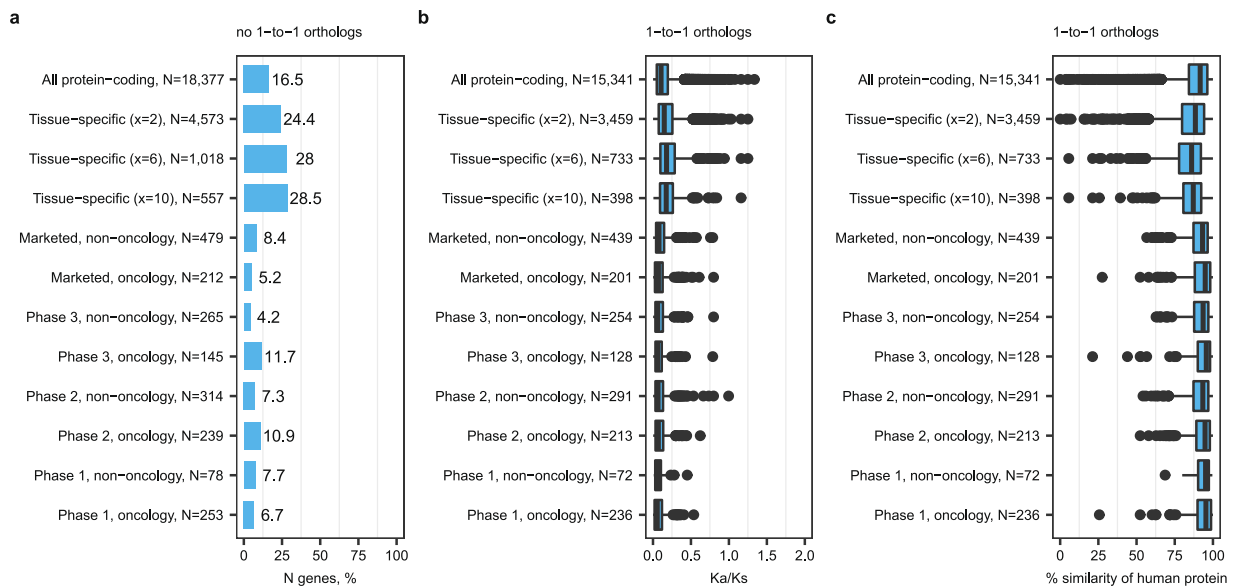 a
no 1−to−1 orthologs
All protein−coding, N=18,377
16.5
Tissue−specific (x=2), N=4,573
24.4
Tissue−specific (x=6), N=1,018
28
Tissue−specific (x=10), N=557
28.5
Marketed, non−oncology, N=479
8.4
Marketed, oncology, N=212
5.2
Phase 3, non−oncology, N=265
4.2
Phase 3, oncology, N=145
11.7
Phase 2, non−oncology, N=314
7.3
Phase 2, oncology, N=239
10.9
Phase 1, non−oncology, N=78
7.7
Phase 1, oncology, N=253
6.7
0 25 50 75 100
N genes, %
b
1−to−1 orthologs
All protein−coding, N=15,341
Tissue−specific (x=2), N=3,459
Tissue−specific (x=6), N=733
Tissue−specific (x=10), N=398
Marketed, non−oncology, N=439
Marketed, oncology, N=201
Phase 3, non−oncology, N=254
Phase 3, oncology, N=128
Phase 2, non−oncology, N=291
Phase 2, oncology, N=213
Phase 1, non−oncology, N=72
Phase 1, oncology, N=236
0.0 0.5 1.0 1.5 2.0
Ka/Ks
c
1−to−1 orthologs
All protein−coding, N=15,341
Tissue−specific (x=2), N=3,459
Tissue−specific (x=6), N=733
Tissue−specific (x=10), N=398
Marketed, non−oncology, N=439
Marketed, oncology, N=201
Phase 3, non−oncology, N=254
Phase 3, oncology, N=128
Phase 2, non−oncology, N=291
Phase 2, oncology, N=213
Phase 1, non−oncology, N=72
Phase 1, oncology, N=236
0 25 50 75 100
% similarity of human protein